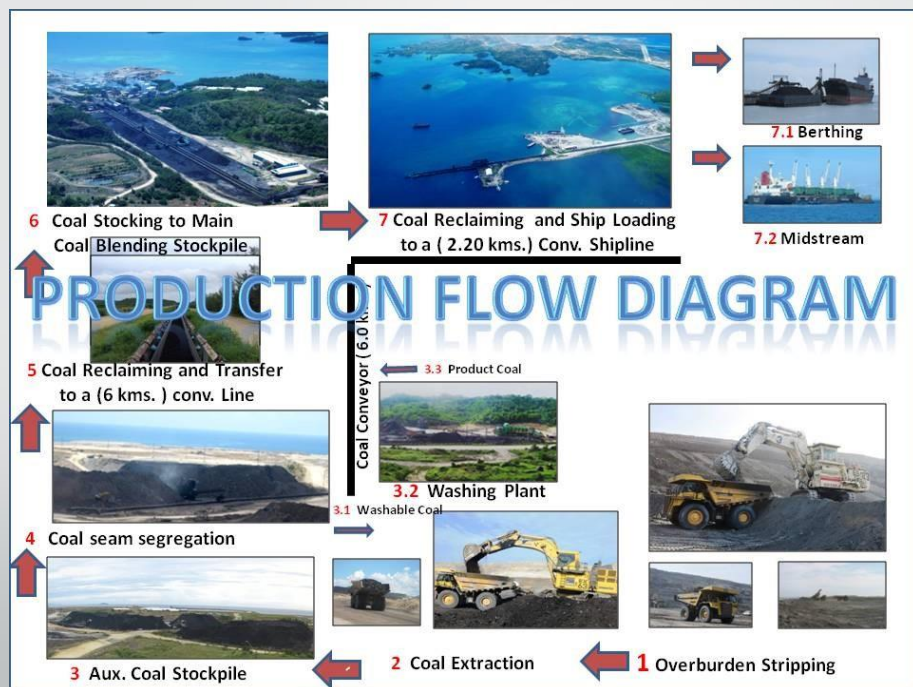 7.1 Berthing
6 Coal Stocking to Main
Coal Blending Stockpile
7 Coal Reclaiming and Ship Loading
to a ( 2.20 kms.) Conv. Shipline
7.2 Midstream
PRODUCTION FLOW DIAGRAM
5 Coal Reclaiming and Transfer
to a (6 kms. ) conv. Line
Coal Conveyor ( 6.0
3.3 Product Coal
3.2 Washing Plant
3.1 Washable Coal
4 Coal seam segregation
3 Aux. Coal Stockpile
2 Coal Extraction
1 Overburden Stripping